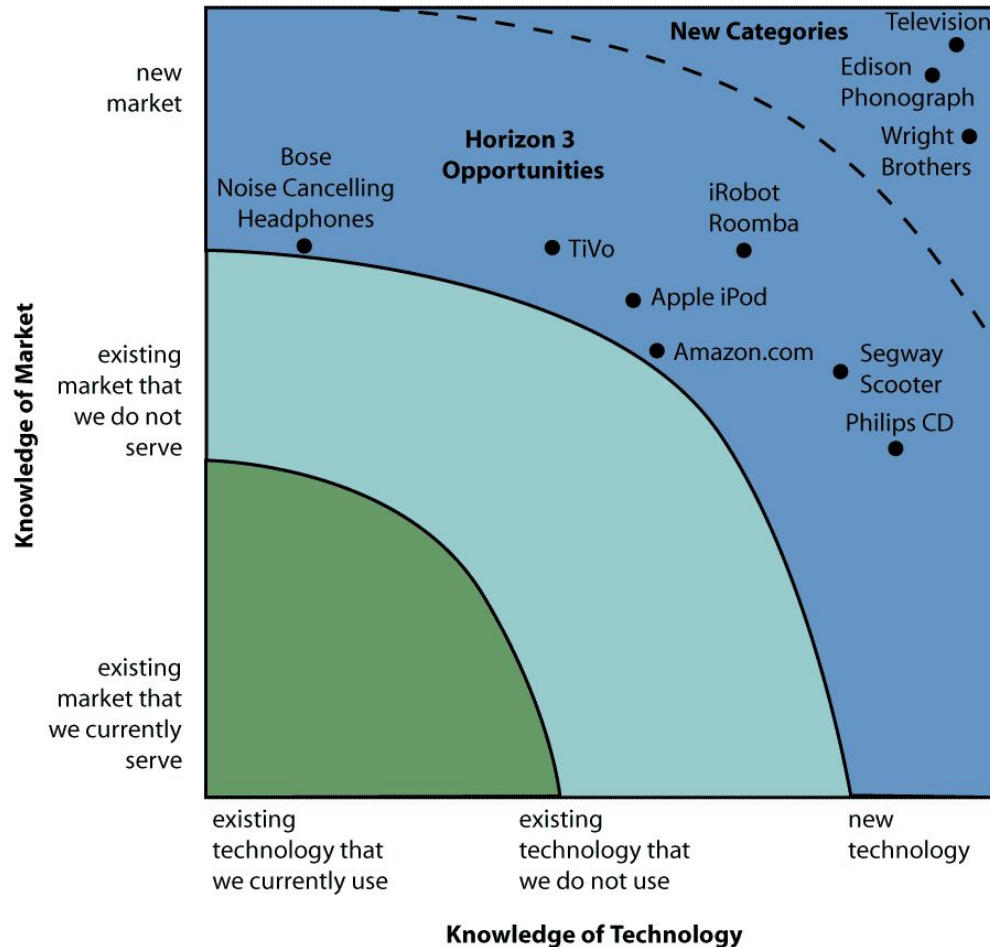 New Categories
Television
Edison
Phonograph
Wright
Brothers
new
market
Horizon 3
Opportunities
Bose
Noise Cancelling
Headphones
iRobot
Roomba
TiVo
Apple iPod
Amazon.com
Segway
Scooter
Philips CD
Knowledge of Market
existing
market that
we do not
serve
existing
market that
we currently
serve
existing
technology that
we currently use
existing
technology that
we do not use
new
technology
Knowledge of Technology